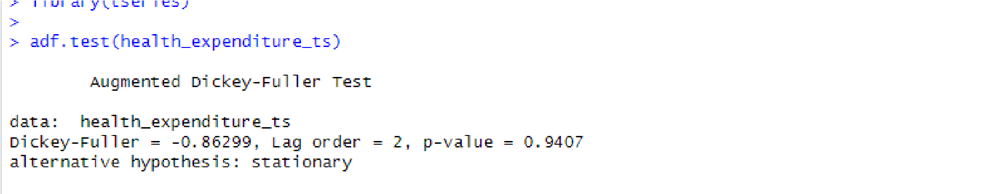 > library(tseries)
>
> adf.test(health_expenditure_ts)
Augmented Dickey-Fuller Test
data:  health_expenditure_ts
Dickey-Fuller = -0.86299, Lag order = 2, p-value = 0.9407
alternative hypothesis: stationary